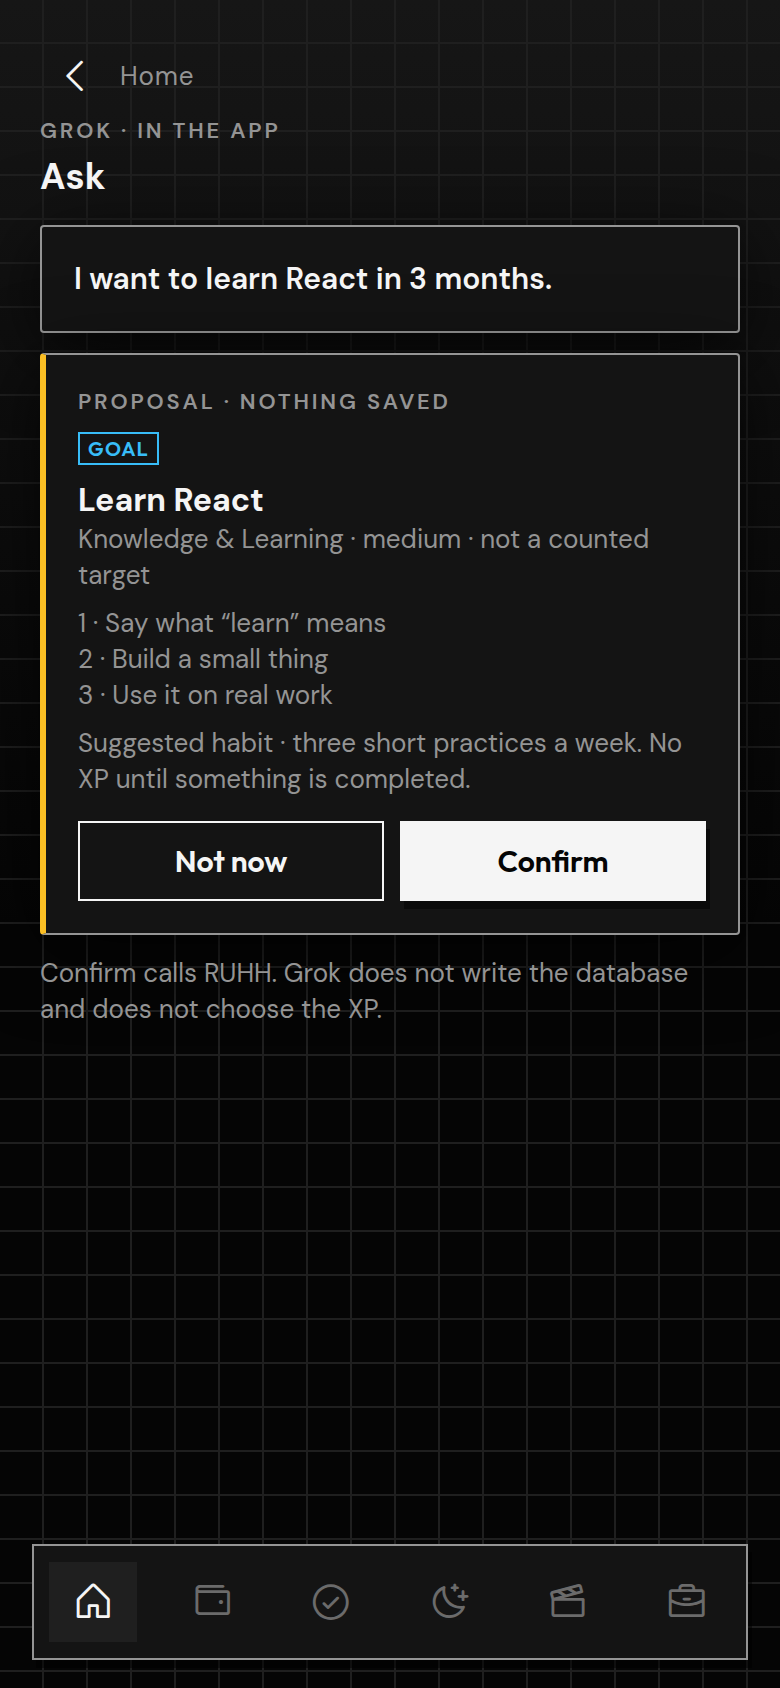 Home
GROK · IN THE APP
Ask
I want to learn React in 3 months.
PROPOSAL · NOTHING SAVED
GOAL
Learn React
Knowledge & Learning · medium · not a counted
target
1 · Say what “learn” means
2 · Build a small thing
3 · Use it on real work
Suggested habit · three short practices a week. No
XP until something is completed.
Not now
Confirm
Confirm calls RUHH. Grok does not write the database
and does not choose the XP.